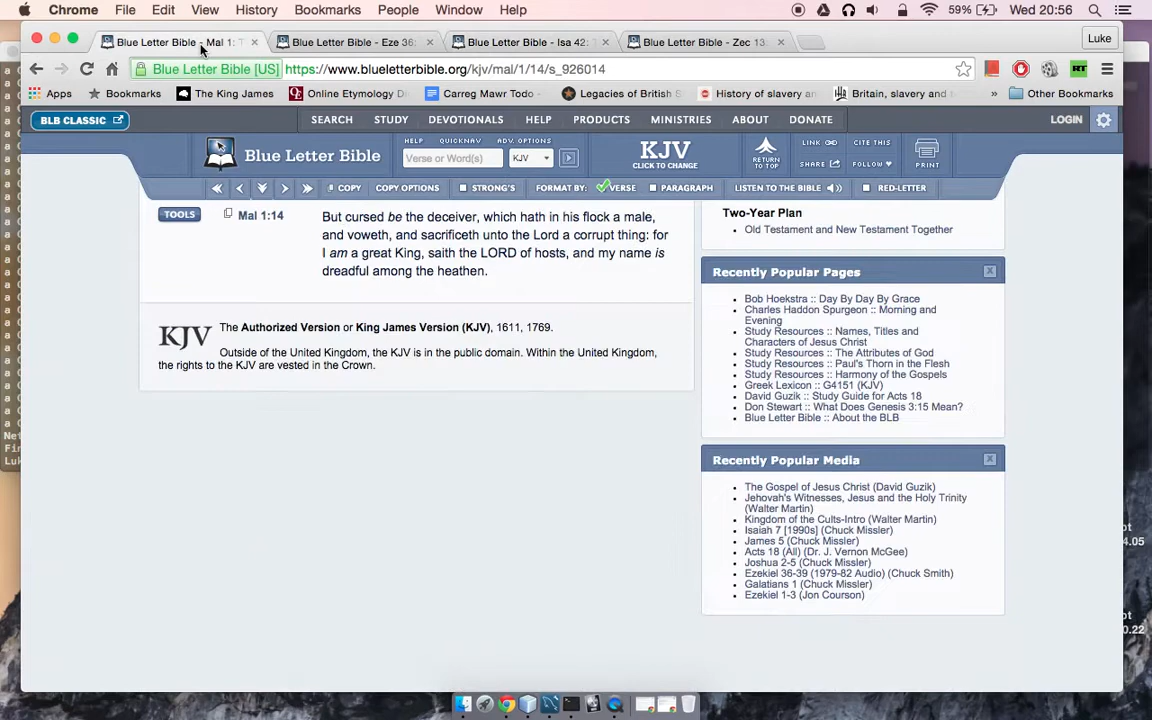 Chrome File Edit View History Bookmarks People Window Help 59% Wed 20:56
Blue Letter Bible - Mal 1: T Blue Letter Bible - Eze 36: Blue Letter Bible - Isa 42: Blue Letter Bible - Zec 13: Luke
Blue Letter Bible [US] https://www.blueletterbible.org/kjv/mal/1/14/s_926014 RT
Apps Bookmarks The King James Online Etymology Di Carreg Mawr Todo - Legacies of British S History of slavery an Britain, slavery and » Other Bookmarks
BLB CLASSIC SEARCH STUDY DEVOTIONALS HELP PRODUCTS MINISTRIES ABOUT DONATE LOGIN
HELP QUICKNAV ADV. OPTIONS
Blue Letter Bible Verse or Word(s) KJV
KJV
CLICK TO CHANGE
RETURN
TO TOP
LINK CITE THIS
SHARE FOLLOW
PRINT
COPY COPY OPTIONS STRONG'S FORMAT BY: VERSE PARAGRAPH LISTEN TO THE BIBLE RED-LETTER
TOOLS Mal 1:14 But cursed be the deceiver, which hath in his flock a male,
and voweth, and sacrificeth unto the Lord a corrupt thing: for
I am a great King, saith the LORD of hosts, and my name is
dreadful among the heathen.
KJV The Authorized Version or King James Version (KJV), 1611, 1769.
Outside of the United Kingdom, the KJV is in the public domain. Within the United Kingdom,
the rights to the KJV are vested in the Crown.
Two-Year Plan
Old Testament and New Testament Together
Recently Popular Pages
Bob Hoekstra :: Day By Day By Grace
Charles Haddon Spurgeon :: Morning and
Evening
Study Resources :: Names, Titles and
Characters of Jesus Christ
Study Resources :: The Attributes of God
Study Resources :: Paul's Thorn in the Flesh
Study Resources :: Harmony of the Gospels
Greek Lexicon :: G4151 (KJV)
David Guzik :: Study Guide for Acts 18
Don Stewart :: What Does Genesis 3:15 Mean?
Blue Letter Bible :: About the BLB
Recently Popular Media
The Gospel of Jesus Christ (David Guzik)
Jehovah's Witnesses, Jesus and the Holy Trinity
(Walter Martin)
Kingdom of the Cults-Intro (Walter Martin)
Isaiah 7 [1990s] (Chuck Missler)
James 5 (Chuck Missler)
Acts 18 (All) (Dr. J. Vernon McGee)
Joshua 2-5 (Chuck Missler)
Ezekiel 36-39 (1979-82 Audio) (Chuck Smith)
Galatians 1 (Chuck Missler)
Ezekiel 1-3 (Jon Courson)